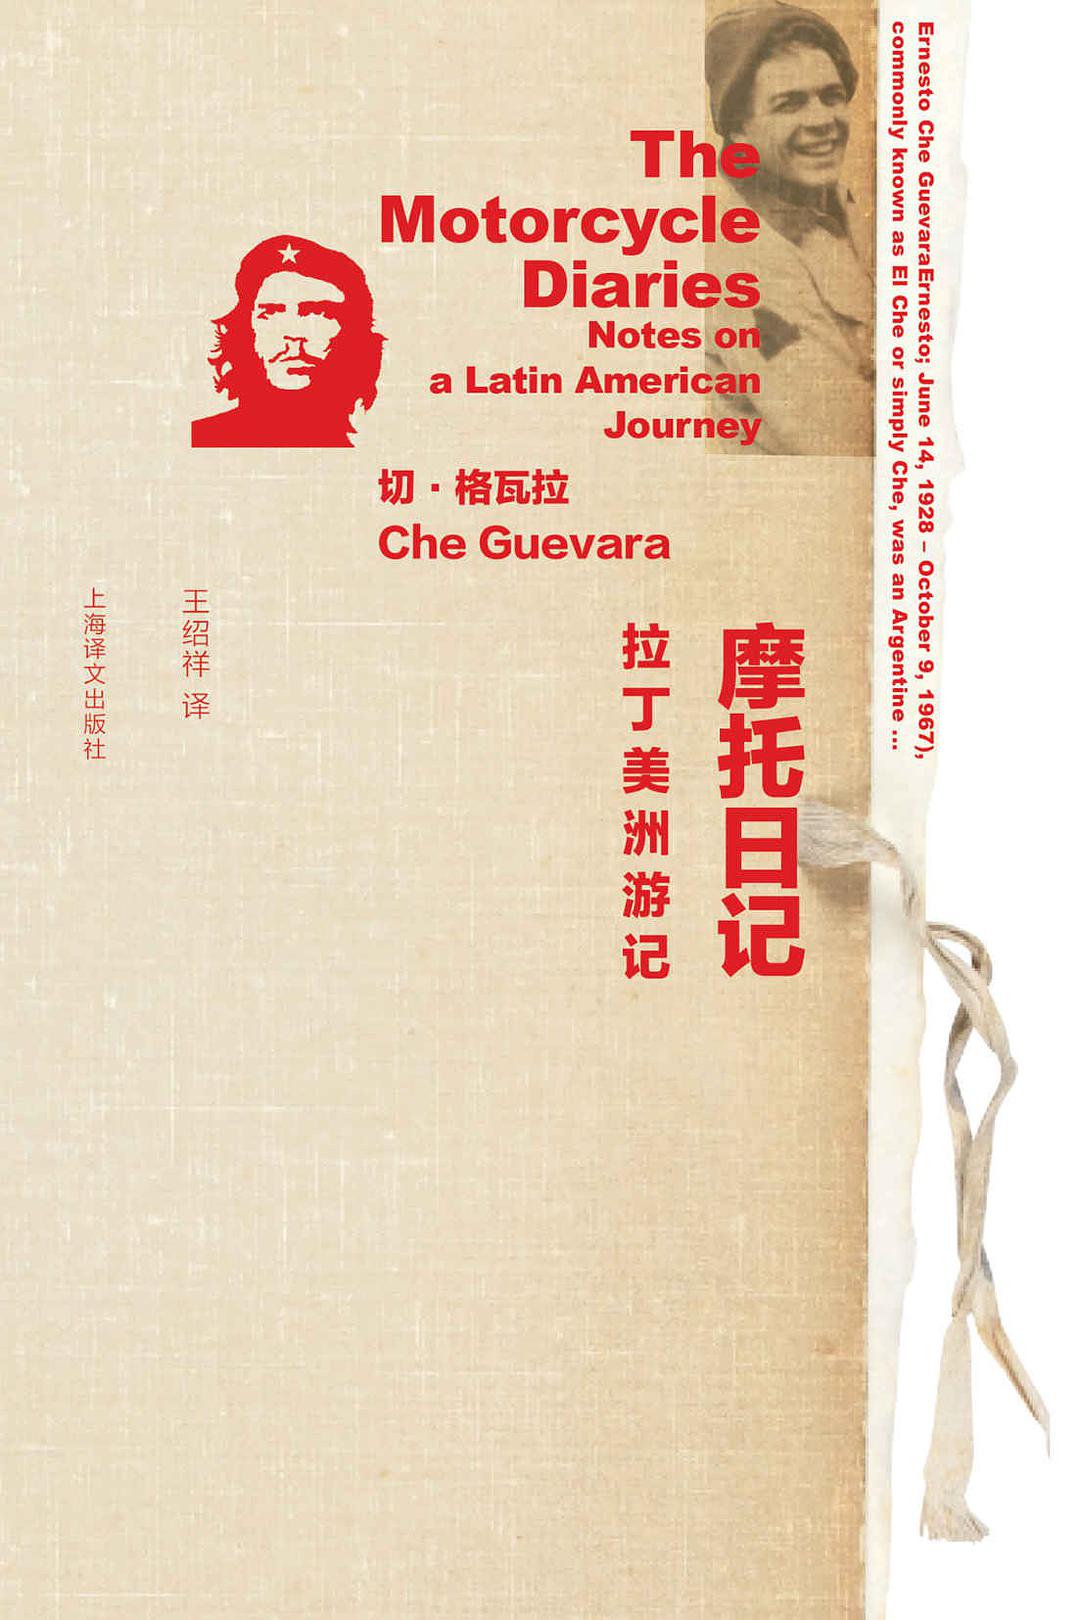 The
Motorcycle
Diaries
Notes on
a Latin American
Journey
切·格瓦拉
Che Guevara
摩托日记
拉丁美洲游记
王绍祥 译
上海译文出版社
Ernesto Che GuevaraErnesto; June 14, 1928 – October 9, 1967),
commonly known as El Che or simply Che, was an Argentine ...